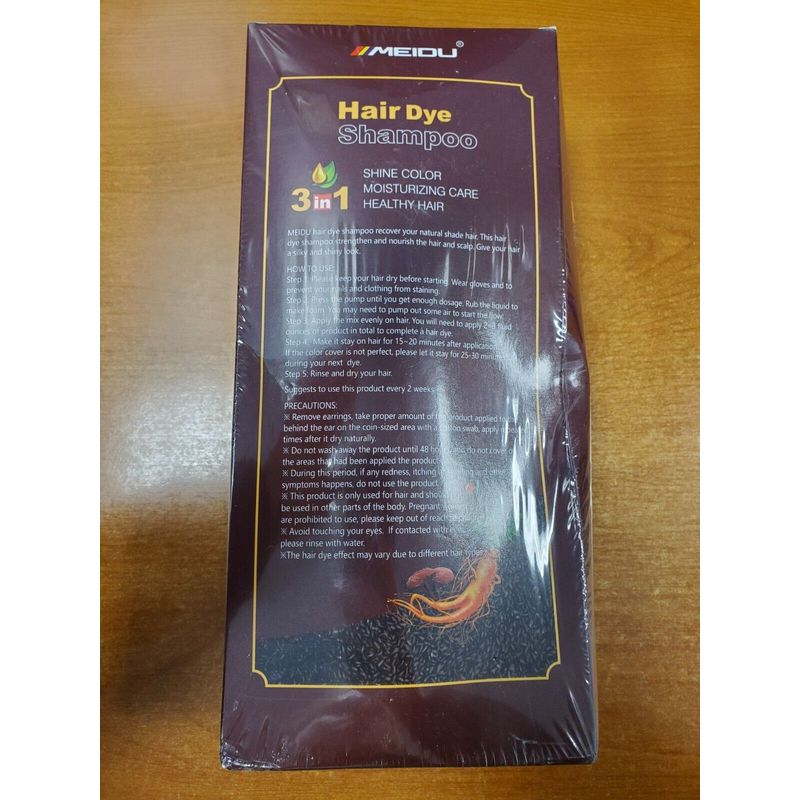 MEIDU®
Hair Dye
Shampoo
3 in 1
SHINE COLOR
MOISTURIZING CARE
HEALTHY HAIR
MEIDU hair dye shampoo recover your natural shade hair. This hair
dye shampoo strengthen and nourish the hair and scalp. Give your hair
a silky and shiny look.
HOW TO USE:
Step 1: Please keep your hair dry before starting. Wear gloves and to
prevent your nails and clothing from staining.
Step 2: Press the pump until you get enough dosage. Rub the liquid to
make foam. You may need to pump out some air to start the flow.
Step 3: Apply the mix evenly on hair. You will need to apply 2~3 fluid
ounces of product in total to complete a hair dye.
Step 4: Make it stay on hair for 15~20 minutes after application.
If the color cover is not perfect, please let it stay for 25-30 minutes
during your next dye.
Step 5: Rinse and dry your hair.
Suggests to use this product every 2 weeks
PRECAUTIONS:
※ Remove earrings, take proper amount of the product applied to
behind the ear on the coin-sized area with a cotton swab, apply
times after it dry naturally.
※ Do not wash away the product until 48 hours and do not cover
the areas that had been applied the product
※ During this period, if any redness, itching and other
symptoms happens, do not use the product
※ This product is only used for hair and should
be used in other parts of the body. Pregnant
are prohibited to use, please keep out of reach
※ Avoid touching your eyes. If contacted with
please rinse with water.
※The hair dye effect may vary due to different hair types